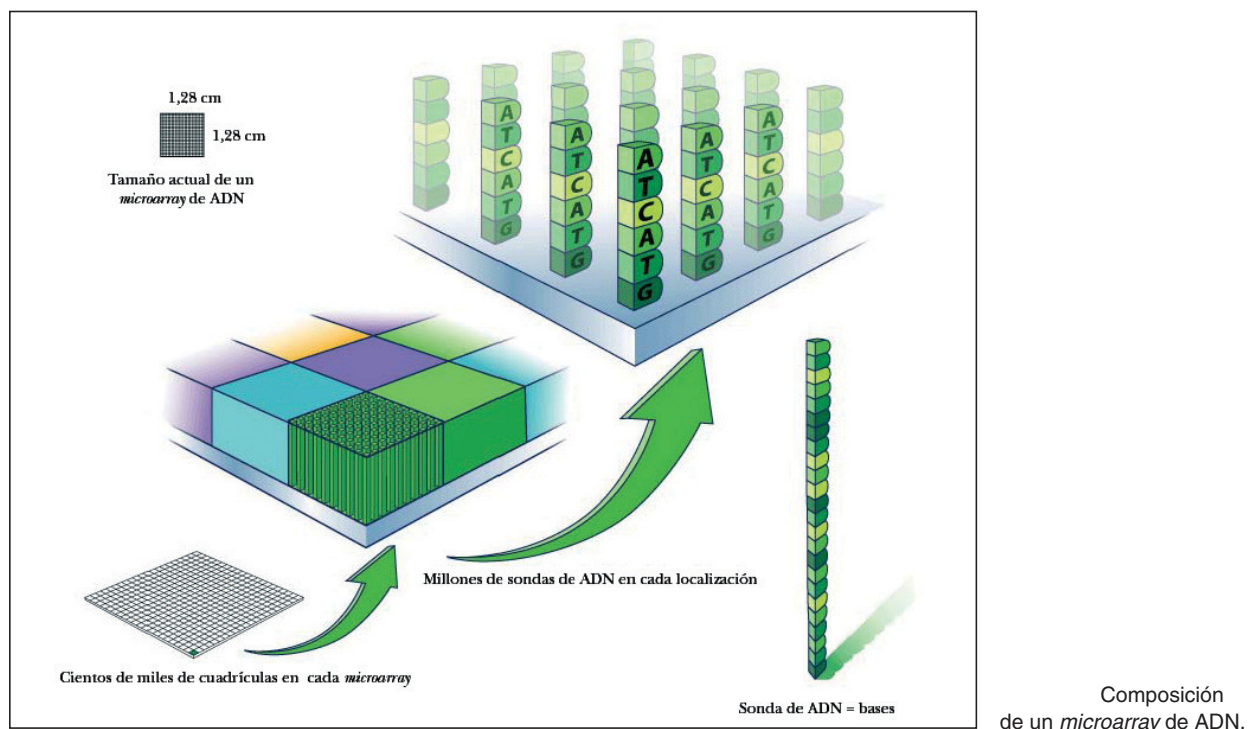 1,28 cm
1,28 cm
Tamaño actual de un
microarray de ADN
A T C A T G
A T C A T G
A T C A T G
A T C A T G
A T C A T G
Millones de sondas de ADN en cada localización
Cientos de miles de cuadrículas en cada microarray
Sonda de ADN = bases
Composición
de un microarray de ADN.